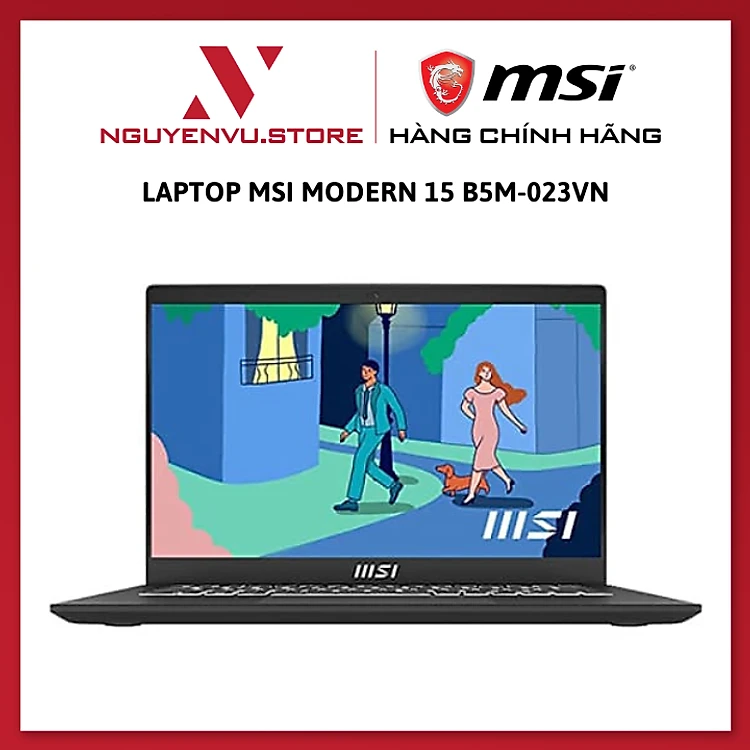 NGUYENVU.STORE
msi
HÀNG CHÍNH HÃNG
LAPTOP MSI MODERN 15 B5M-023VN
msi
msi